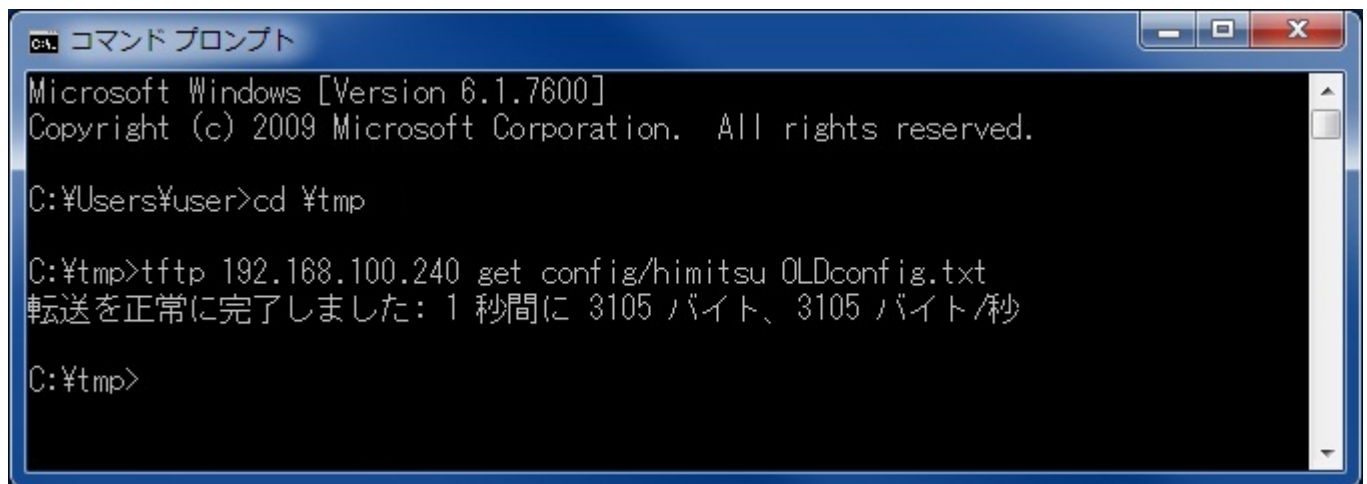 コマンド プロンプト
Microsoft Windows [Version 6.1.7600]
Copyright (c) 2009 Microsoft Corporation.  All rights reserved.
C:¥Users¥user>cd ¥tmp
C:¥tmp>tftp 192.168.100.240 get config/himitsu OLDconfig.txt
転送を正常に完了しました: 1 秒間に 3105 バイト、3105 バイト/秒
C:¥tmp>